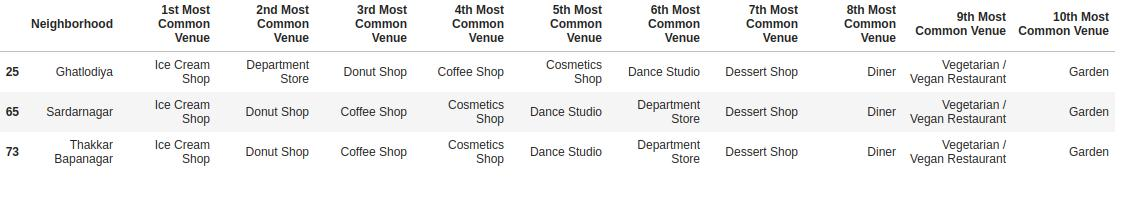 Neighborhood 1st Most Common Venue 2nd Most Common Venue 3rd Most Common Venue 4th Most Common Venue 5th Most Common Venue 6th Most Common Venue 7th Most Common Venue 8th Most Common Venue 9th Most Common Venue 10th Most Common Venue
25 Ghatlodiya Ice Cream Shop Department Store Donut Shop Coffee Shop Cosmetics Shop Dance Studio Dessert Shop Diner Vegetarian / Vegan Restaurant Garden
65 Sardarnagar Ice Cream Shop Donut Shop Coffee Shop Cosmetics Shop Dance Studio Department Store Dessert Shop Diner Vegetarian / Vegan Restaurant Garden
73 Thakkar Bapanagar Ice Cream Shop Donut Shop Coffee Shop Cosmetics Shop Dance Studio Department Store Dessert Shop Diner Vegetarian / Vegan Restaurant Garden